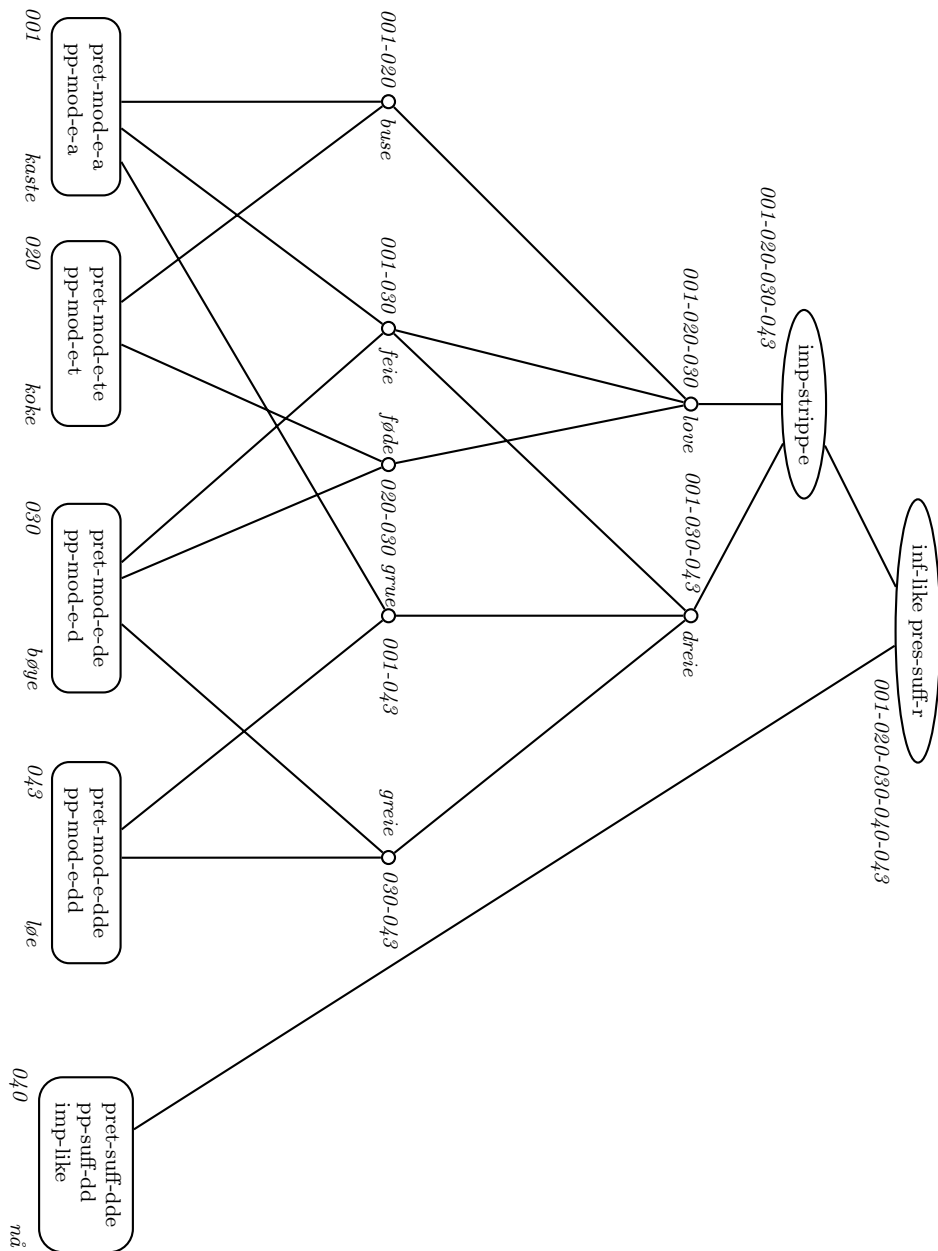 inf-like pres-suff-r
001-020-030-040-043
imp-stripp-e
001-020-030-043
001-020-030
love
001-030-043
dreie
001-020
buse
001-030
feie
føde
020-030
grue
001-043
greie
030-043
pret-mod-e-a
pp-mod-e-a
001
kaste
pret-mod-e-te
pp-mod-e-t
020
koke
pret-mod-e-de
pp-mod-e-d
030
bøye
pret-mod-e-dde
pp-mod-e-dd
043
løe
pret-suff-dde
pp-suff-dd
imp-like
040
nå